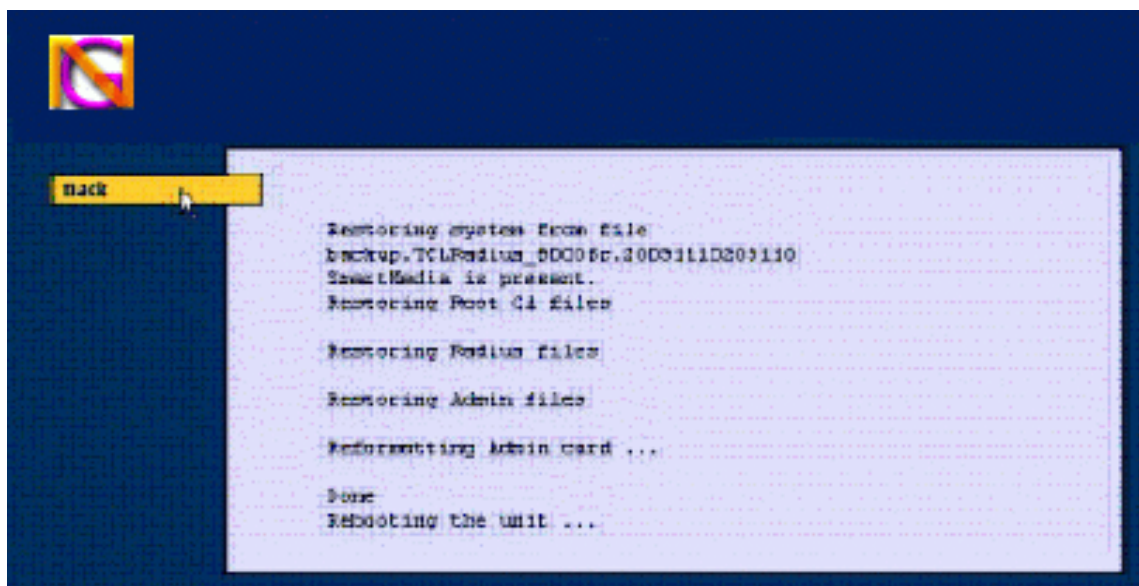 NG
Restoring system from file
SmartMedia is present.
Restoring Root CA files
Restoring Radius files
Restoring Admin files
Reformatting Admin card ...
Done
Rebooting the unit ...